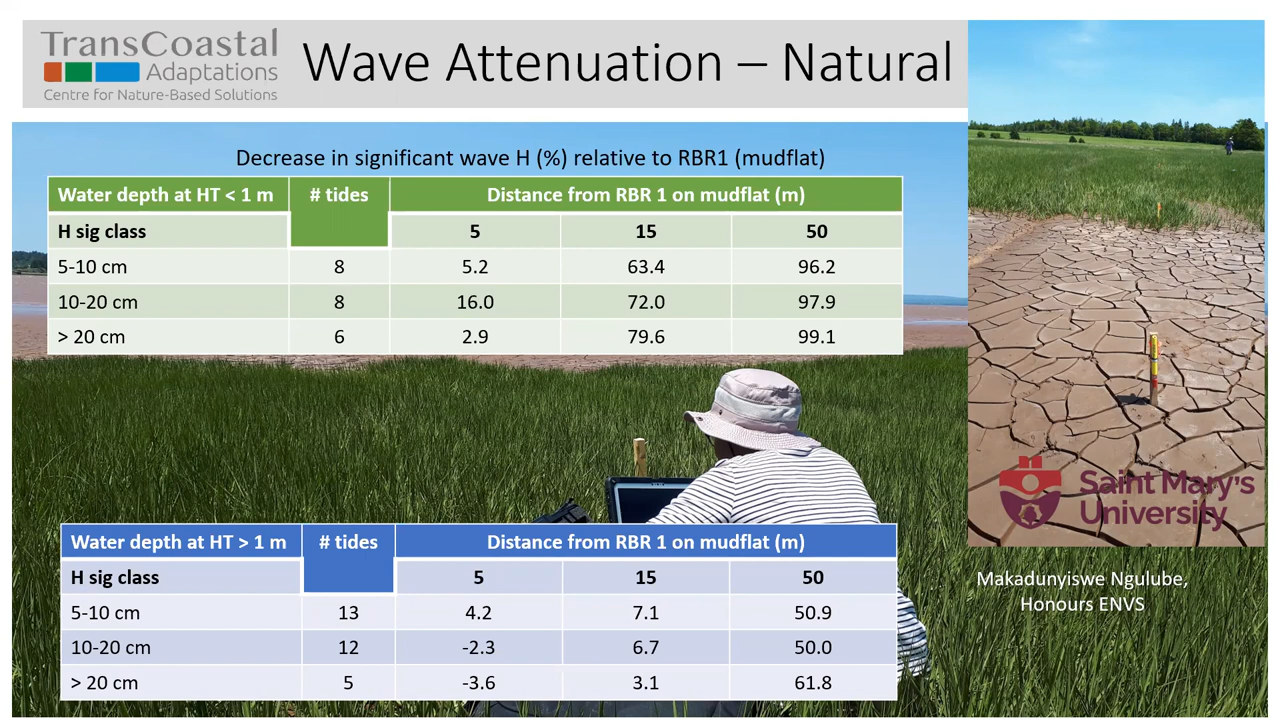 TransCoastal
Adaptations
Centre for Nature-Based Solutions
Wave Attenuation – Natural
Decrease in significant wave H (%) relative to RBR1 (mudflat)
Water depth at HT < 1 m # tides Distance from RBR 1 on mudflat (m)
H sig class 5 15 50
5-10 cm 8 5.2 63.4 96.2
10-20 cm 8 16.0 72.0 97.9
> 20 cm 6 2.9 79.6 99.1
Water depth at HT > 1 m # tides Distance from RBR 1 on mudflat (m)
H sig class 5 15 50
5-10 cm 13 4.2 7.1 50.9
10-20 cm 12 -2.3 6.7 50.0
> 20 cm 5 -3.6 3.1 61.8
Saint Mary's
University
Makadunyiswe Ngulube,
Honours ENVS